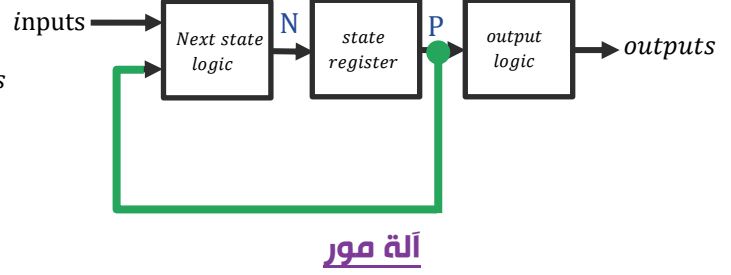 inputs
s
Next state
logic
N
state
register
P
output
logic
outputs
آلة مور